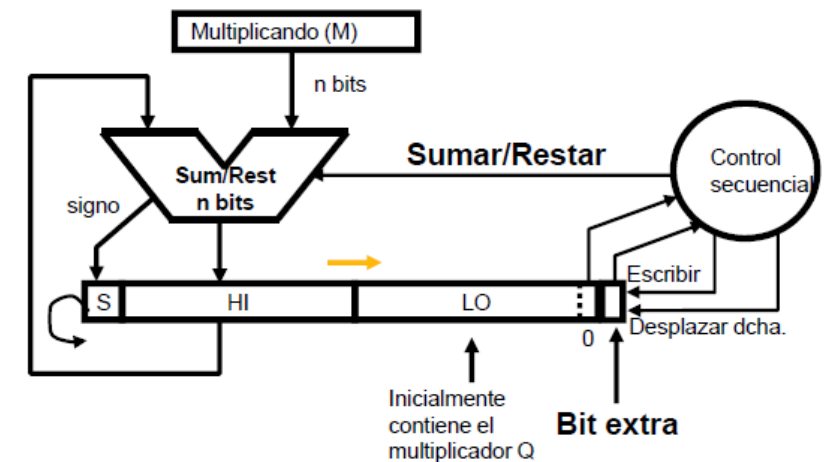 Multiplicando (M)
n bits
Sumar/Restar
Control
secuencial
Sum/Rest
n bits
signo
S
HI
LO
Escribir
Desplazar dcha.
0
Inicialmente
contiene el
multiplicador Q
Bit extra